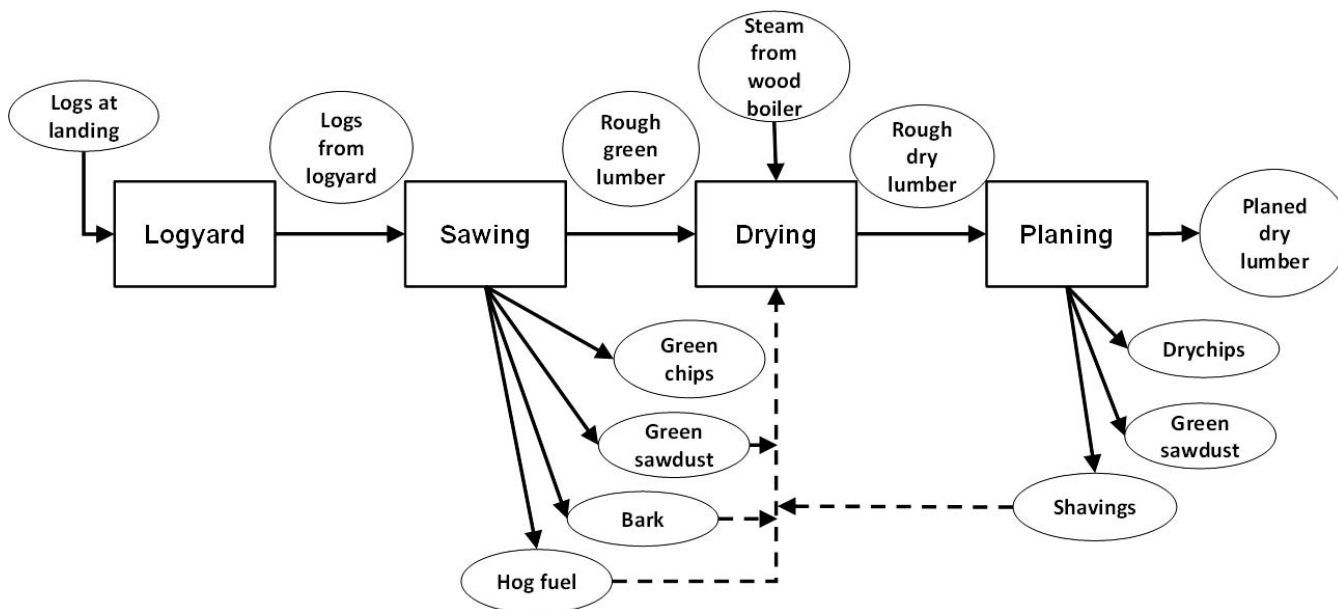 Steam
from
wood
boiler
Logs at
landing
Logs
from
logyard
Rough
green
lumber
Rough
dry
lumber
Planed
dry
lumber
Logyard
Sawing
Drying
Planing
Green
chips
Drychips
Green
sawdust
Green
sawdust
Bark
Shavings
Hog fuel